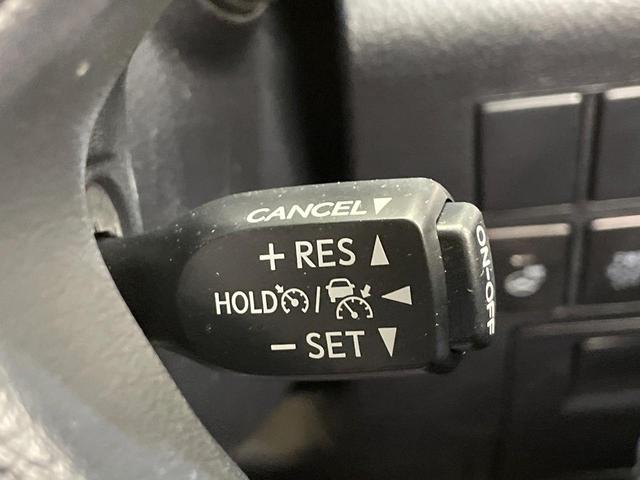 CANCEL▼
+ RES ▲
HOLD / ◀
− SET ▼
ON-OFF